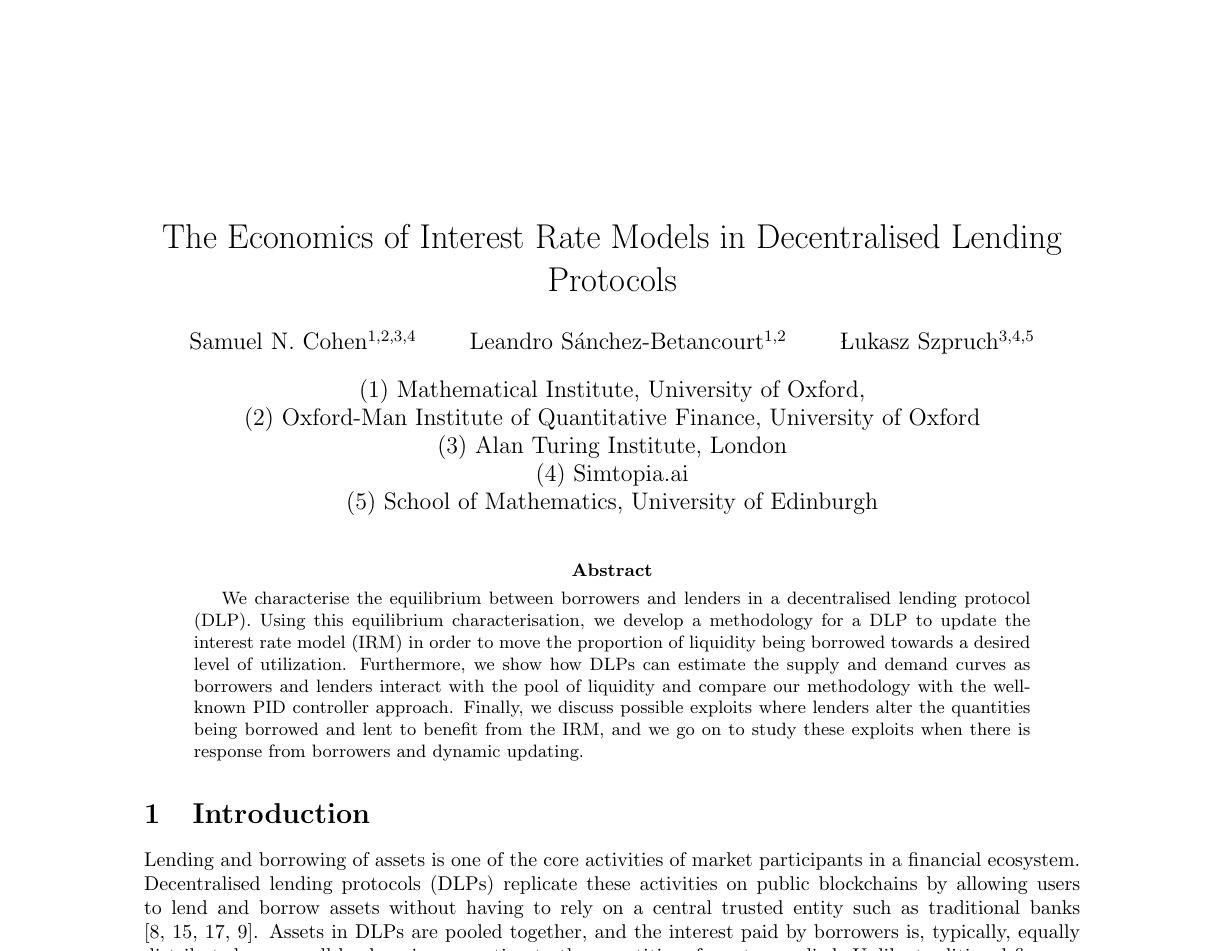 The Economics of Interest Rate Models in Decentralised Lending
Protocols
Samuel N. Cohen1,2,3,4 Leandro Sánchez-Betancourt1,2 Łukasz Szpruch3,4,5
(1) Mathematical Institute, University of Oxford,
(2) Oxford-Man Institute of Quantitative Finance, University of Oxford
(3) Alan Turing Institute, London
(4) Simtopia.ai
(5) School of Mathematics, University of Edinburgh
Abstract
We characterise the equilibrium between borrowers and lenders in a decentralised lending protocol
(DLP). Using this equilibrium characterisation, we develop a methodology for a DLP to update the
interest rate model (IRM) in order to move the proportion of liquidity being borrowed towards a desired
level of utilization. Furthermore, we show how DLPs can estimate the supply and demand curves as
borrowers and lenders interact with the pool of liquidity and compare our methodology with the well-
known PID controller approach. Finally, we discuss possible exploits where lenders alter the quantities
being borrowed and lent to benefit from the IRM, and we go on to study these exploits when there is
response from borrowers and dynamic updating.
1 Introduction
Lending and borrowing of assets is one of the core activities of market participants in a financial ecosystem.
Decentralised lending protocols (DLPs) replicate these activities on public blockchains by allowing users
to lend and borrow assets without having to rely on a central trusted entity such as traditional banks
[8, 15, 17, 9]. Assets in DLPs are pooled together, and the interest paid by borrowers is, typically, equally